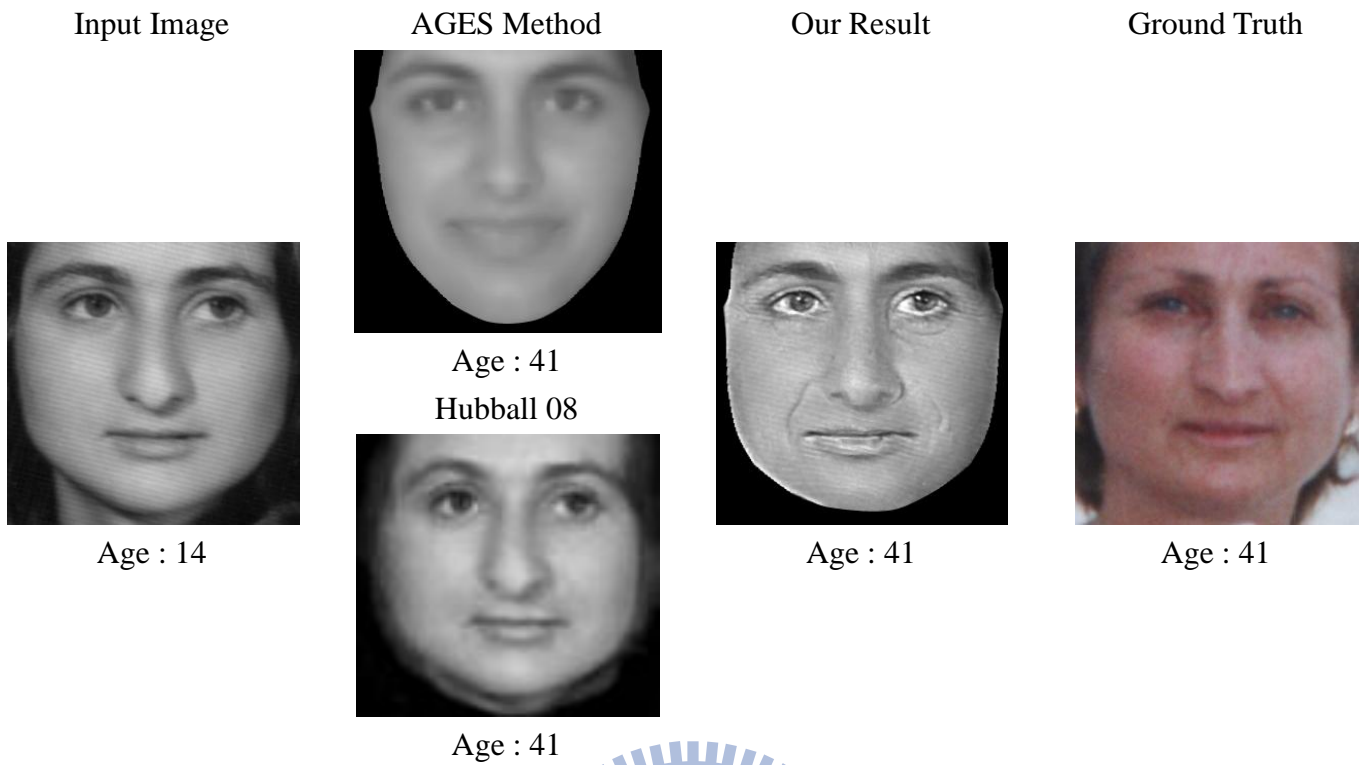 Input Image
AGES Method
Our Result
Ground Truth
Age : 41
Hubball 08
Age : 14
Age : 41
Age : 41
Age : 41